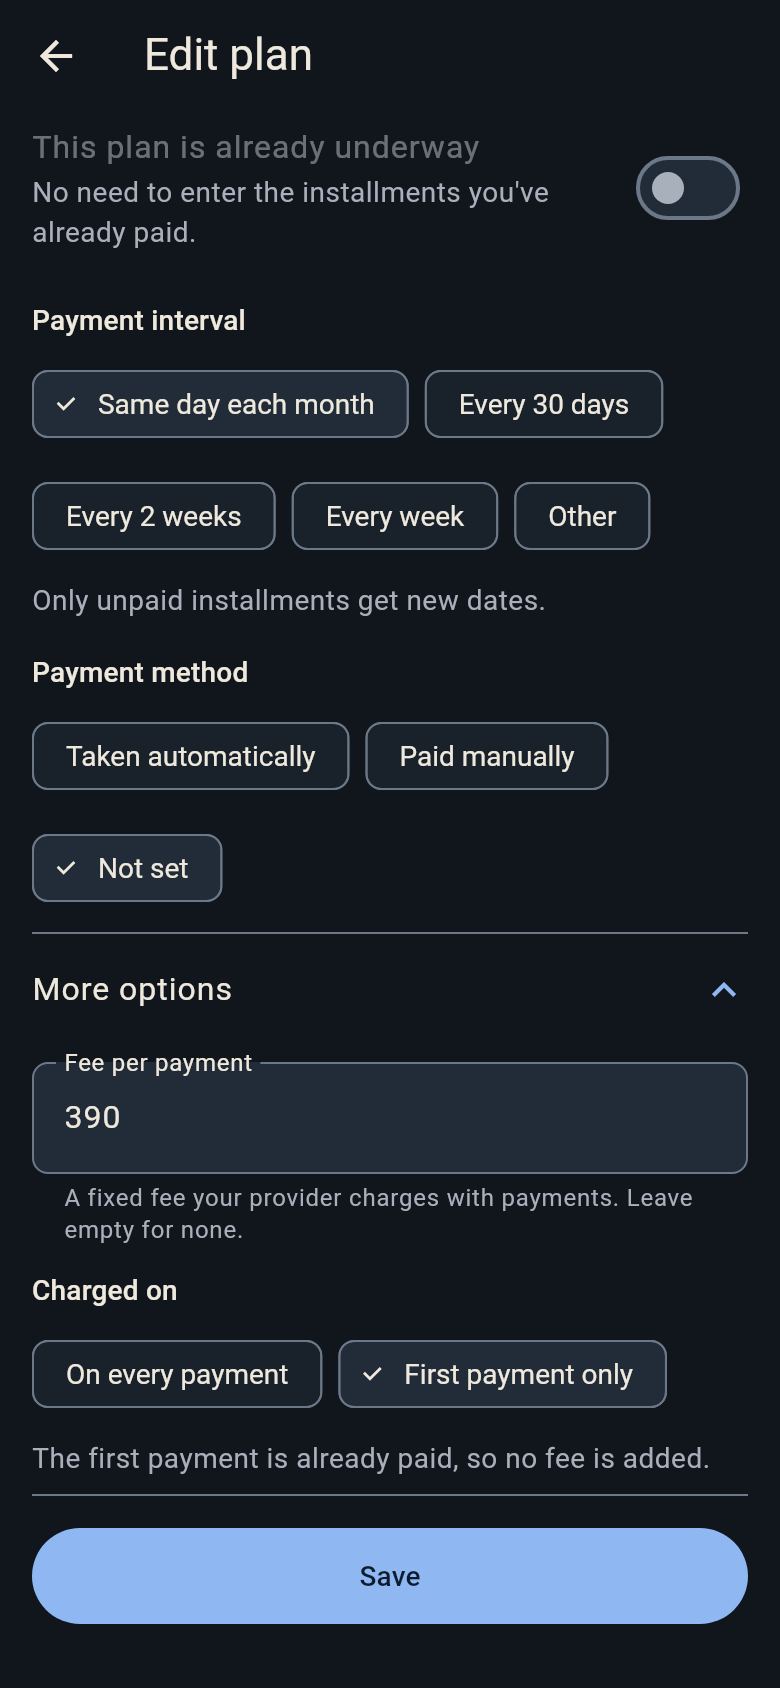 Edit plan
This plan is already underway
No need to enter the installments you've
already paid.
Payment interval
Same day each month
Every 30 days
Every 2 weeks
Every week
Other
Only unpaid installments get new dates.
Payment method
Taken automatically
Paid manually
Not set
More options
Fee per payment
390
A fixed fee your provider charges with payments. Leave
empty for none.
Charged on
On every payment
First payment only
The first payment is already paid, so no fee is added.
Save